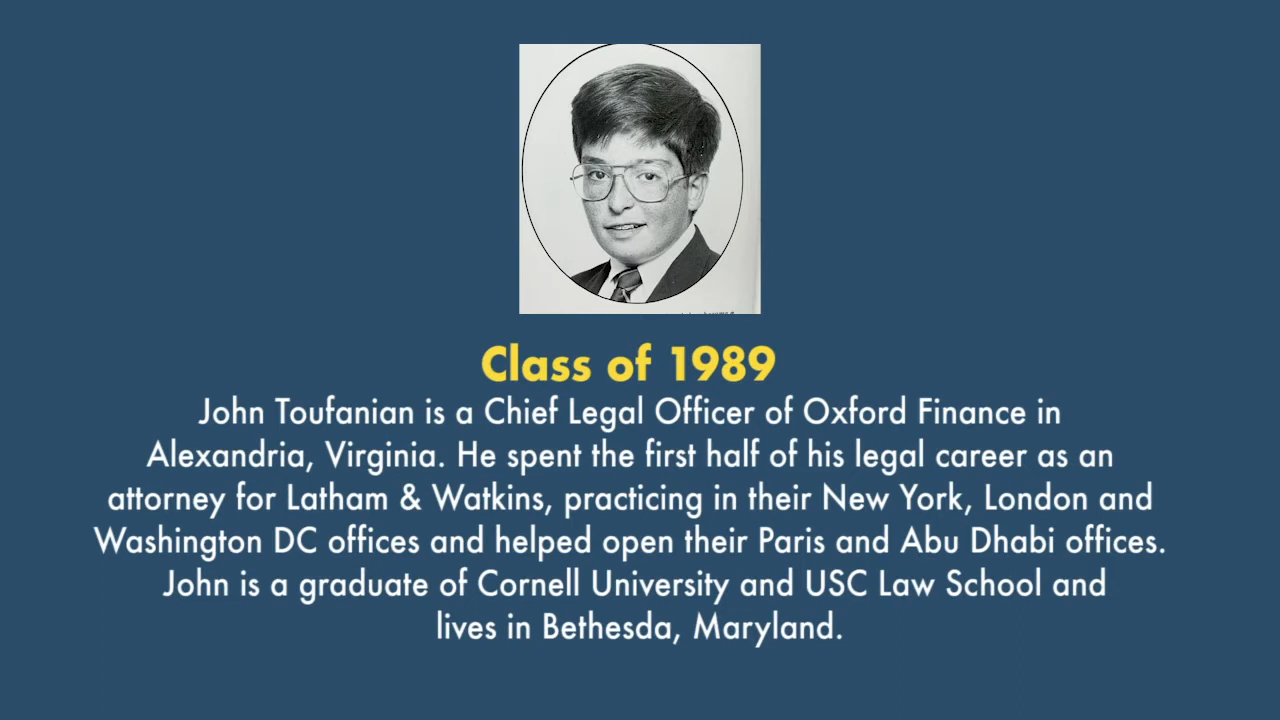 Class of 1989
John Toufanian is a Chief Legal Officer of Oxford Finance in
Alexandria, Virginia. He spent the first half of his legal career as an
attorney for Latham & Watkins, practicing in their New York, London and
Washington DC offices and helped open their Paris and Abu Dhabi offices.
John is a graduate of Cornell University and USC Law School and
lives in Bethesda, Maryland.